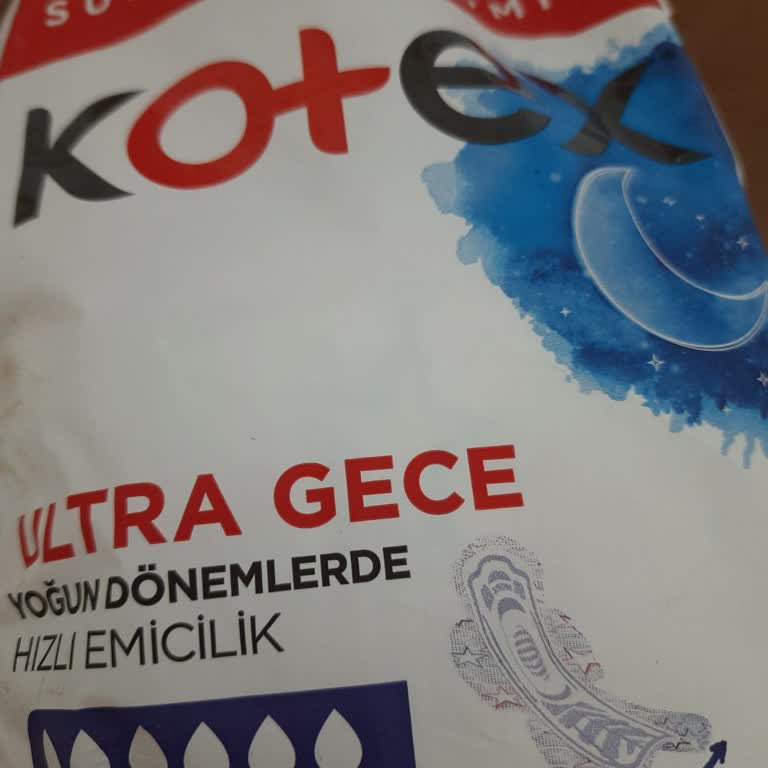 kotex
ULTRA GECE
YOĞUN DÖNEMLERDE
HIZLI EMİCİLİK